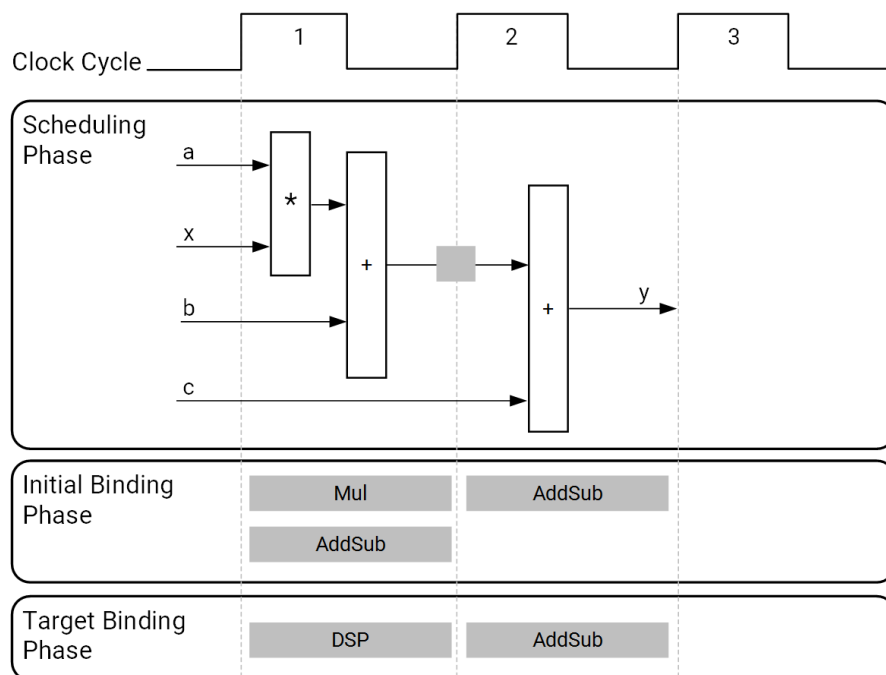 1
2
3
Clock Cycle
Scheduling
Phase
a
*
x
+
b
+
y
c
Initial Binding
Phase
Mul
AddSub
AddSub
Target Binding
Phase
DSP
AddSub